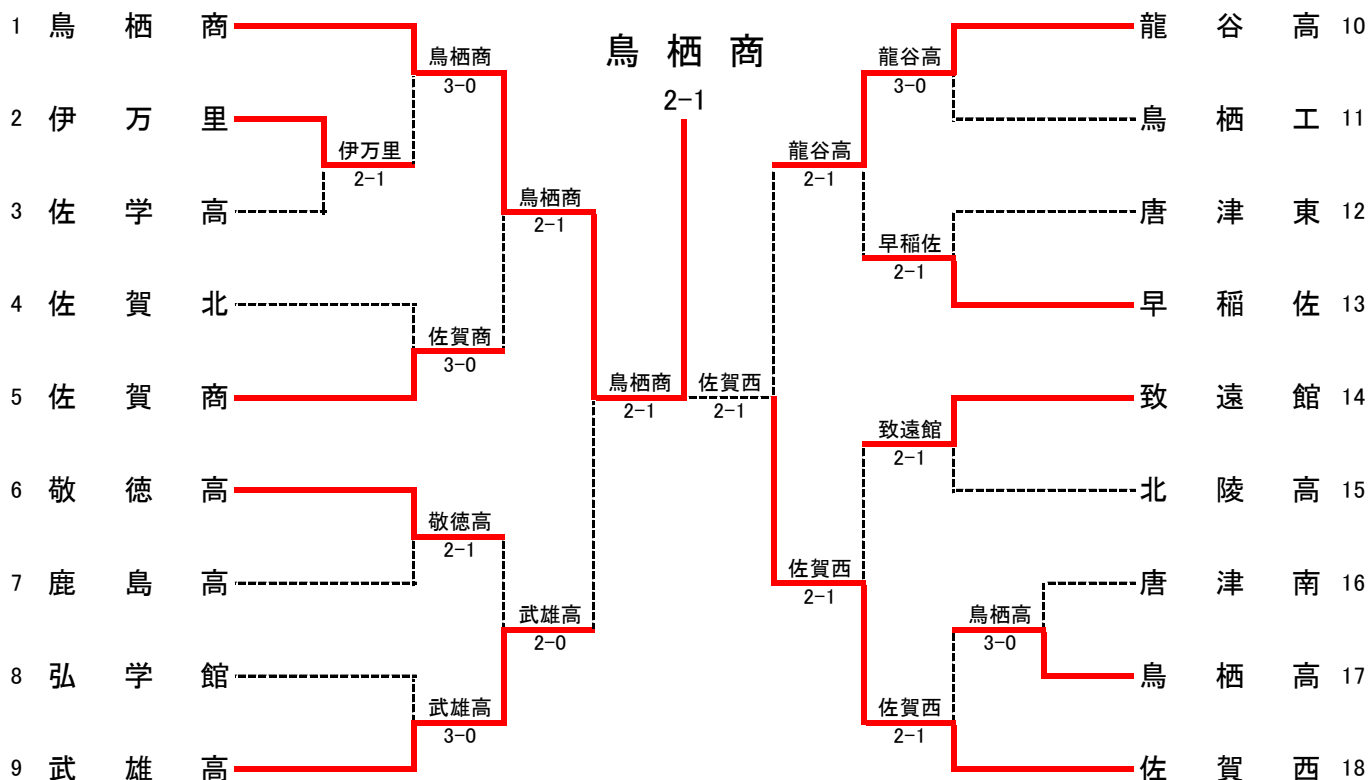 1 鳥栖商
2 伊万里
3 佐学高
4 佐賀北
5 佐賀商
6 敬徳高
7 鹿島高
8 弘学館
9 武雄高
伊万里
2-1
鳥栖商
3-0
佐賀商
3-0
敬徳高
2-1
武雄高
3-0
鳥栖商
2-1
武雄高
2-0
鳥栖商
2-1
鳥栖商
2-1
佐賀西
2-1
龍谷高
2-1
佐賀西
2-1
龍谷高
3-0
早稲佐
2-1
致遠館
2-1
佐賀西
2-1
鳥栖高
3-0
龍谷高 10
鳥栖工 11
唐津東 12
早稲佐 13
致遠館 14
北陵高 15
唐津南 16
鳥栖高 17
佐賀西 18